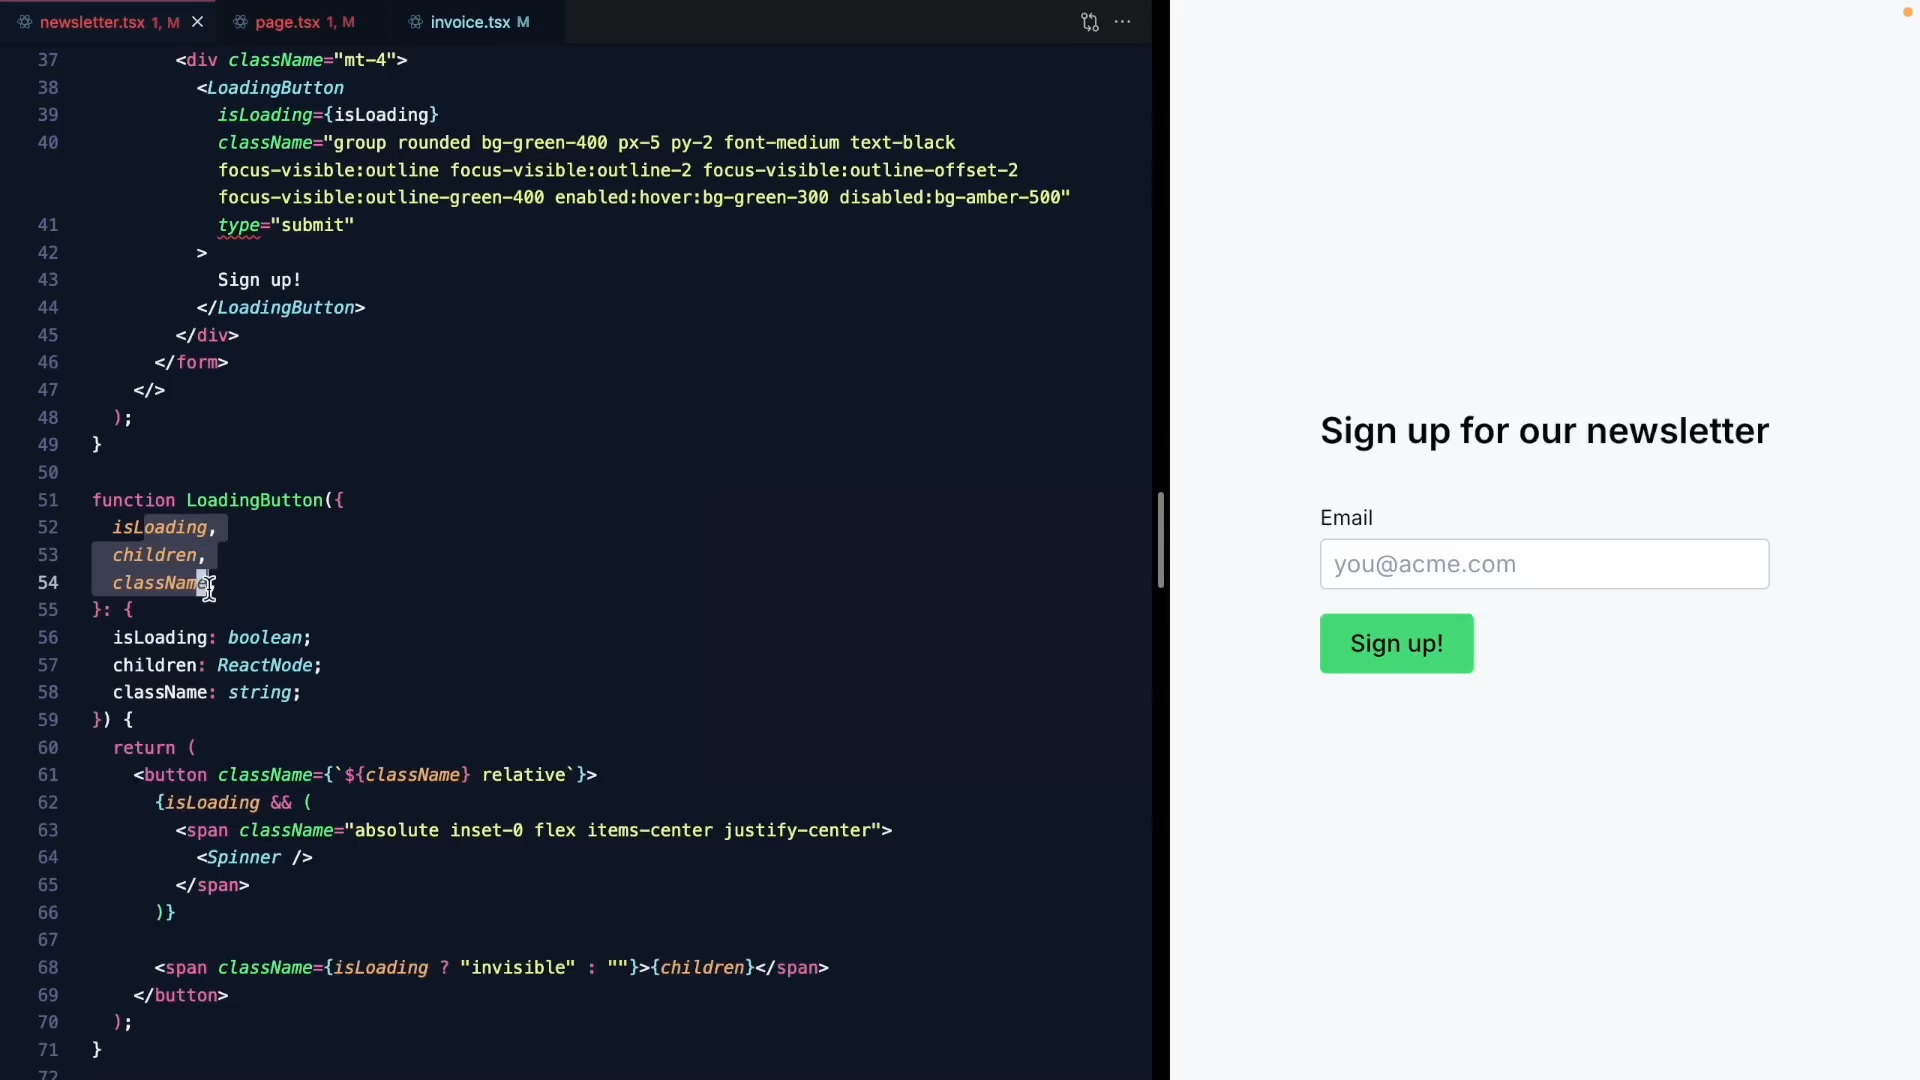 newsletter.tsx 1, M
page.tsx 1, M
invoice.tsx M
37 <div className="mt-4">
38 <LoadingButton
39 isLoading={isLoading}
40 className="group rounded bg-green-400 px-5 py-2 font-medium text-black
focus-visible:outline focus-visible:outline-2 focus-visible:outline-offset-2
focus-visible:outline-green-400 enabled:hover:bg-green-300 disabled:bg-amber-500"
41 type="submit"
42 >
43 Sign up!
44 </LoadingButton>
45 </div>
46 </form>
47 </>
48 );
49 }
50
51 function LoadingButton({
52 isLoading,
53 children,
54 className,
55 }: {
56 isLoading: boolean;
57 children: ReactNode;
58 className: string;
59 }) {
60 return (
61 <button className={`${className} relative`}>
62 {isLoading && (
63 <span className="absolute inset-0 flex items-center justify-center">
64 <Spinner />
65 </span>
66 )}
67
68 <span className={isLoading ? "invisible" : ""}>{children}</span>
69 </button>
70 );
71 }
72
Sign up for our newsletter
Email
you@acme.com
Sign up!